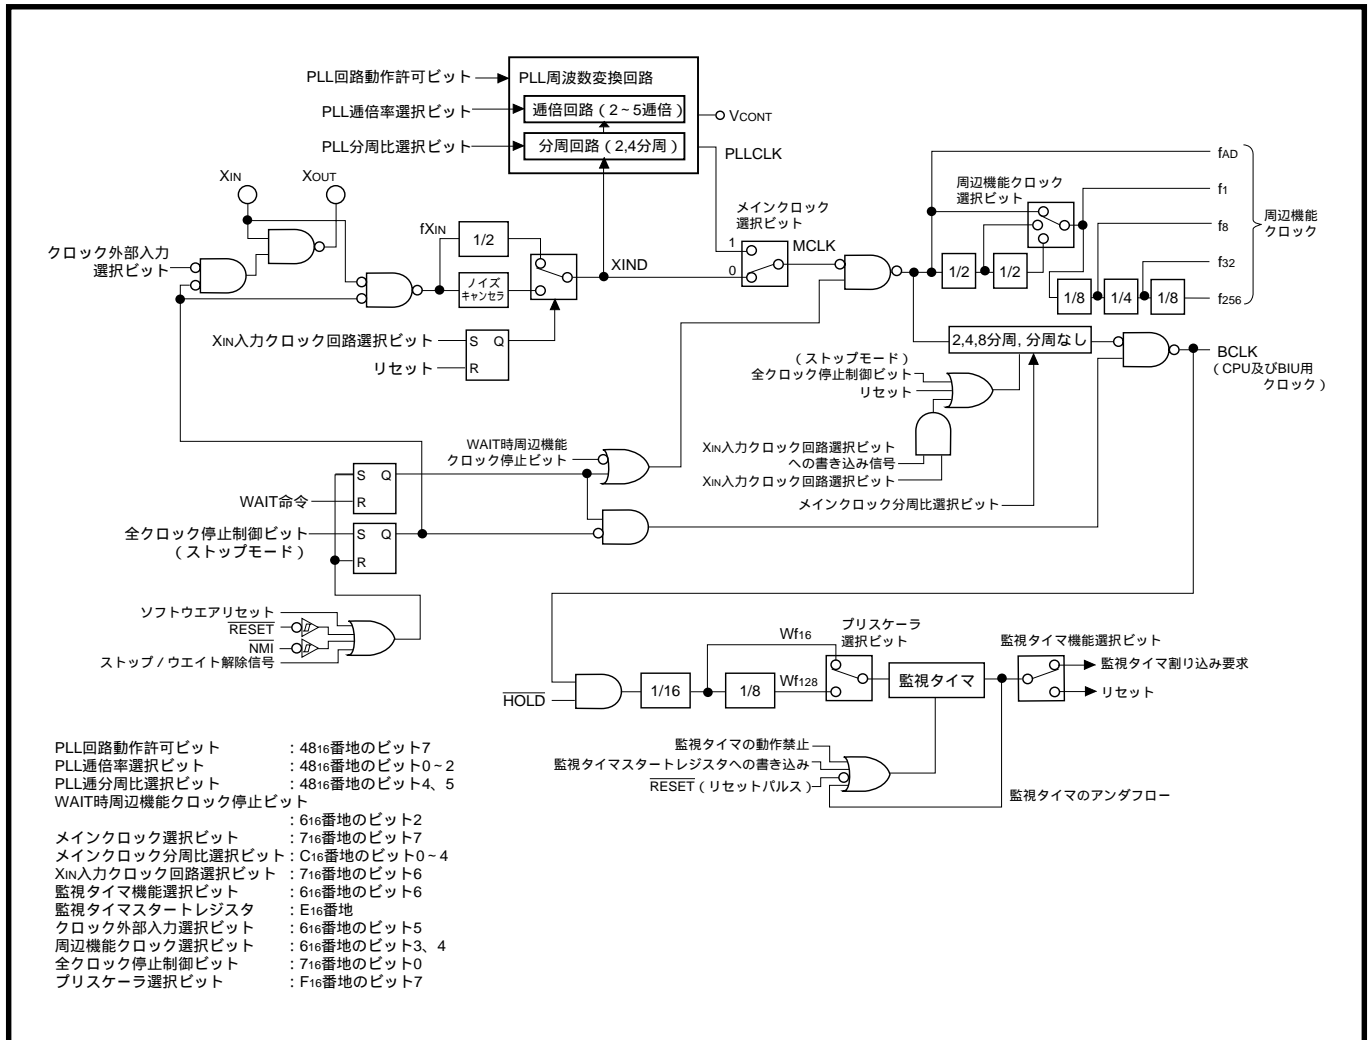 PLL回路動作許可ビット
PLL周波数変換回路
PLL逓倍率選択ビット
逓倍回路（2~5逓倍）
VCONT
PLL分周比選択ビット
分周回路（2,4分周）
PLLCLK
fAD
XIN
XOUT
周辺機能クロック
選択ビット
f1
メインクロック
選択ビット
fXIN
1/2
1
MCLK
f8
周辺機能
クロック
クロック外部入力
選択ビット
XIND
0
1/2
1/2
f32
ノイズ
キャンセラ
1/8
1/4
1/8
f256
XIN入力クロック回路選択ビット
S
Q
R
リセット
2,4,8分周, 分周なし
BCLK
（CPU及びBIU用
クロック）
（ストップモード）
全クロック停止制御ビット
リセット
WAIT時周辺機能
クロック停止ビット
XIN入力クロック回路選択ビット
への書き込み信号
XIN入力クロック回路選択ビット
S
Q
R
WAIT命令
メインクロック分周比選択ビット
全クロック停止制御ビット
（ストップモード）
S
Q
R
ソフトウエアリセット
RESET
NMI
ストップ / ウエイト解除信号
Wf16
プリスケーラ
選択ビット
監視タイマ機能選択ビット
監視タイマ割り込み要求
HOLD
1/16
1/8
Wf128
監視タイマ
リセット
監視タイマの動作禁止
監視タイマスタートレジスタへの書き込み
RESET（リセットパルス）
監視タイマのアンダフロー
PLL回路動作許可ビット : 4816番地のビット7
PLL逓倍率選択ビット : 4816番地のビット0~2
PLL逓分周比選択ビット : 4816番地のビット4、5
WAIT時周辺機能クロック停止ビット
: 616番地のビット2
メインクロック選択ビット : 716番地のビット7
メインクロック分周比選択ビット : C16番地のビット0~4
XIN入力クロック回路選択ビット : 716番地のビット6
監視タイマ機能選択ビット : 616番地のビット6
監視タイマスタートレジスタ : E16番地
クロック外部入力選択ビット : 616番地のビット5
周辺機能クロック選択ビット : 616番地のビット3、4
全クロック停止制御ビット : 716番地のビット0
プリスケーラ選択ビット : F16番地のビット7